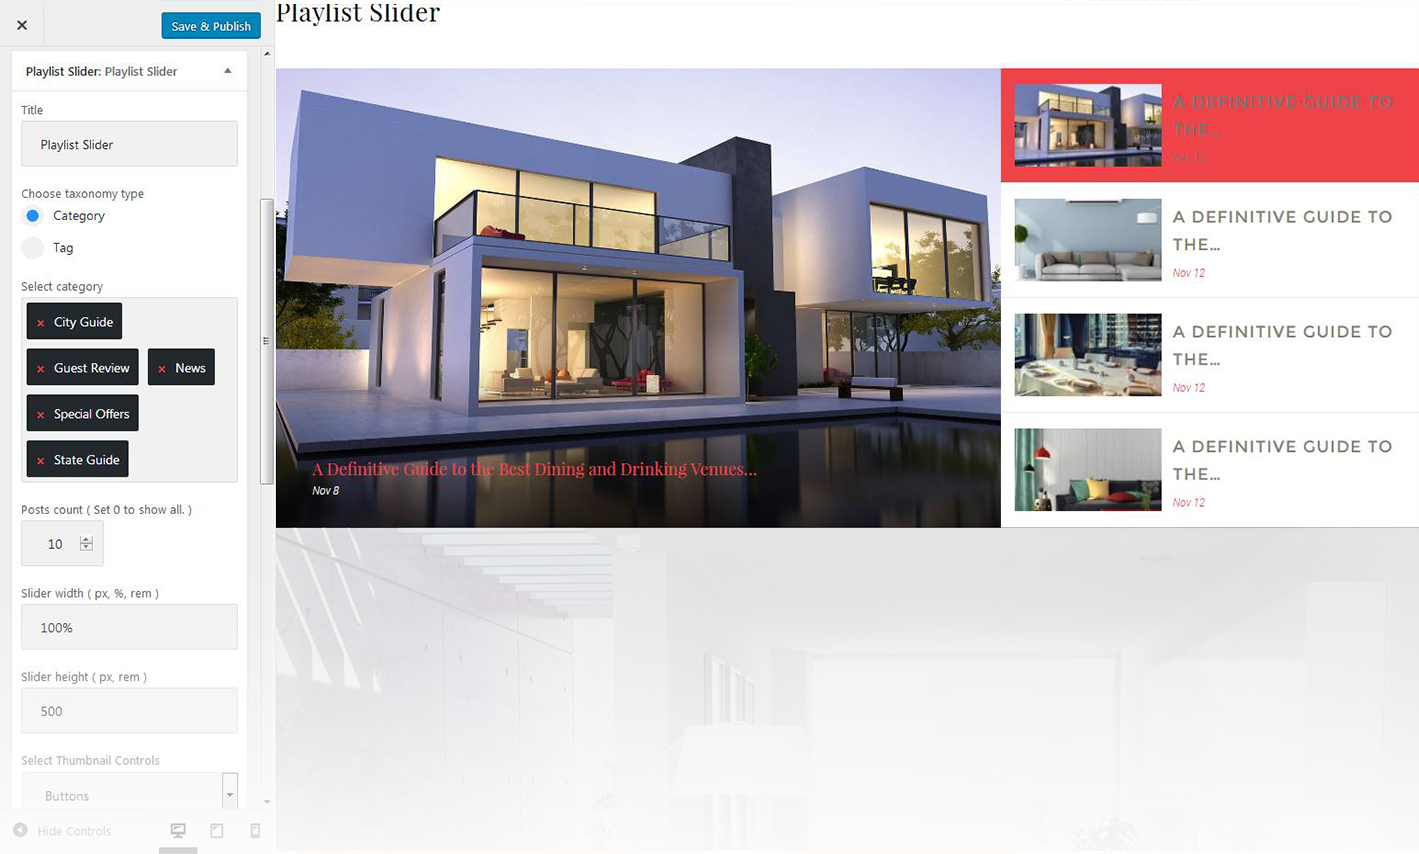 Save & Publish
Playlist Slider: Playlist Slider
Title
Playlist Slider
Choose taxonomy type
Category
Tag
Select category
× City Guide
× Guest Review × News
× Special Offers
× State Guide
Posts count ( Set 0 to show all. )
10
Slider width ( px, %, rem )
100%
Slider height ( px, rem )
500
Select Thumbnail Controls
Buttons
Hide Controls
Playlist Slider
A Definitive Guide to the Best Dining and Drinking Venues...
Nov 8
A DEFINITIVE GUIDE TO
THE...
Nov 12
A DEFINITIVE GUIDE TO
THE...
Nov 12
A DEFINITIVE GUIDE TO
THE...
Nov 12
A DEFINITIVE GUIDE TO
THE...
Nov 12